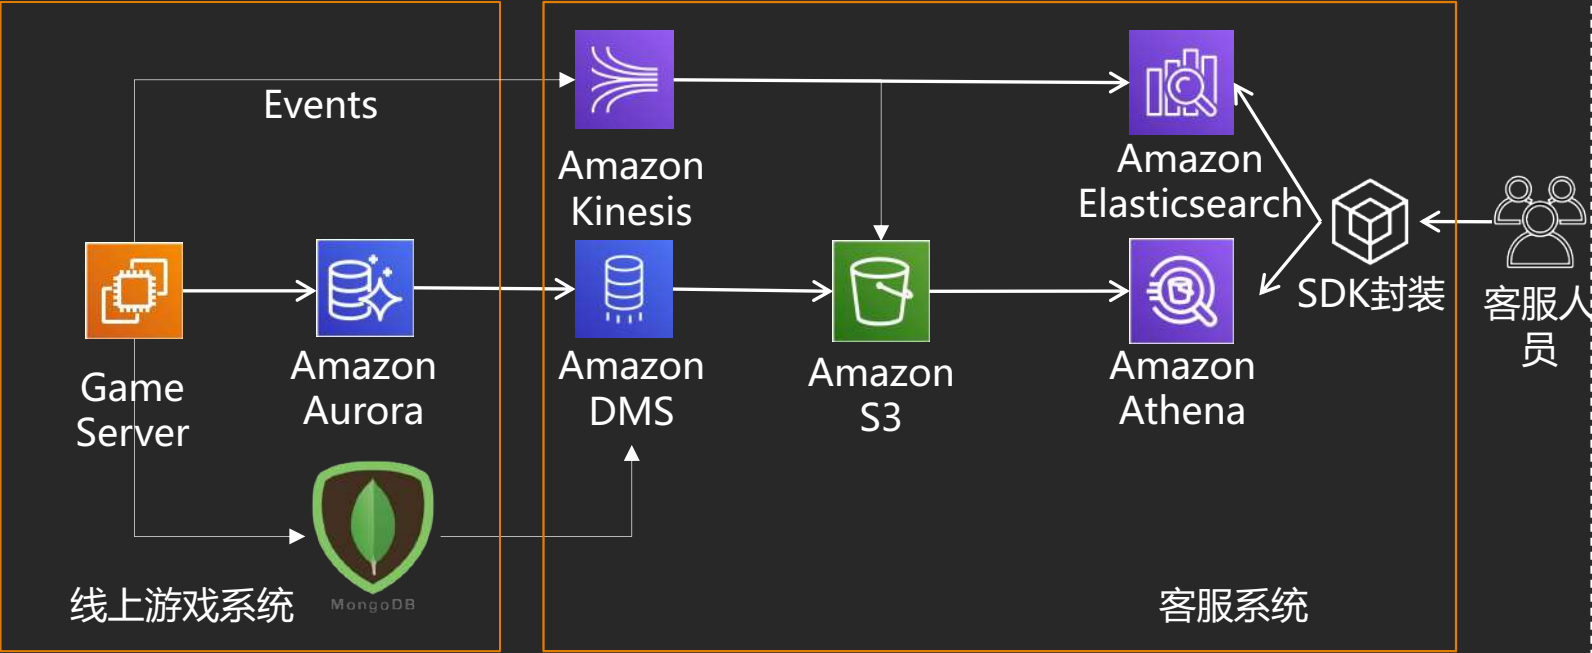 Events
Amazon
Kinesis
Amazon
Elasticsearch
SDK封装
客服人
员
Game
Server
Amazon
Aurora
Amazon
DMS
Amazon
S3
Amazon
Athena
MongoDB
线上游戏系统
客服系统